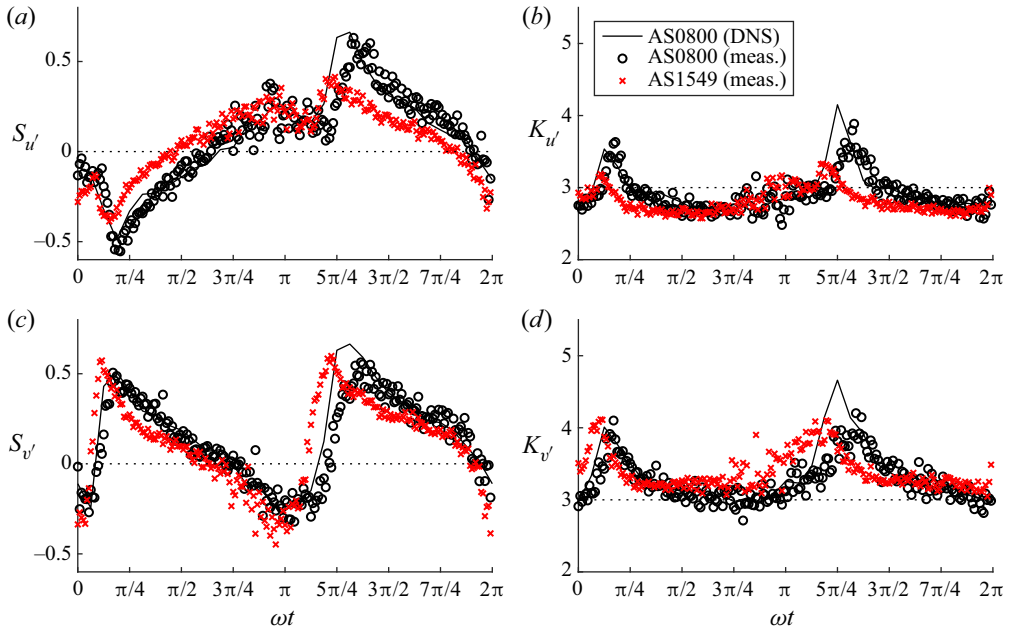 (a)
0.5
0
–0.5
S_u′
0 π/4 π/2 3π/4 π 5π/4 3π/2 7π/4 2π
(b)
5
4
3
2
K_u′
AS0800 (DNS)
AS0800 (meas.)
AS1549 (meas.)
0 π/4 π/2 3π/4 π 5π/4 3π/2 7π/4 2π
(c)
0.5
0
–0.5
S_v′
0 π/4 π/2 3π/4 π 5π/4 3π/2 7π/4 2π
ωt
(d)
5
4
3
2
K_v′
0 π/4 π/2 3π/4 π 5π/4 3π/2 7π/4 2π
ωt